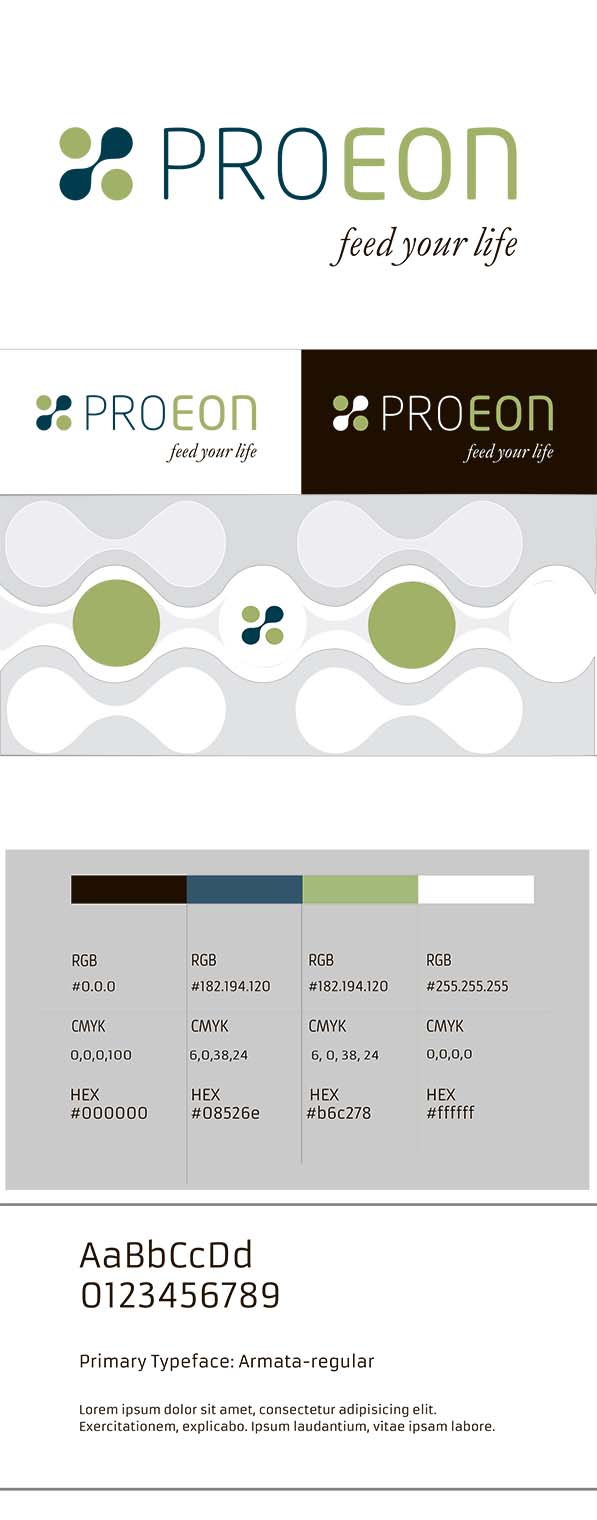 PROEON
feed your life
PROEON
feed your life
PROEON
feed your life
RGB RGB RGB RGB
#0.0.0 #182.194.120 #182.194.120 #255.255.255
CMYK CMYK CMYK CMYK
0,0,0,100 6,0,38,24 6, 0, 38, 24 0,0,0,0
HEX HEX HEX HEX
#000000 #08526e #b6c278 #ffffff
AaBbCcDd
0123456789
Primary Typeface: Armata-regular
Lorem ipsum dolor sit amet, consectetur adipisicing elit.
Exercitationem, explicabo. Ipsum laudantium, vitae ipsam labore.